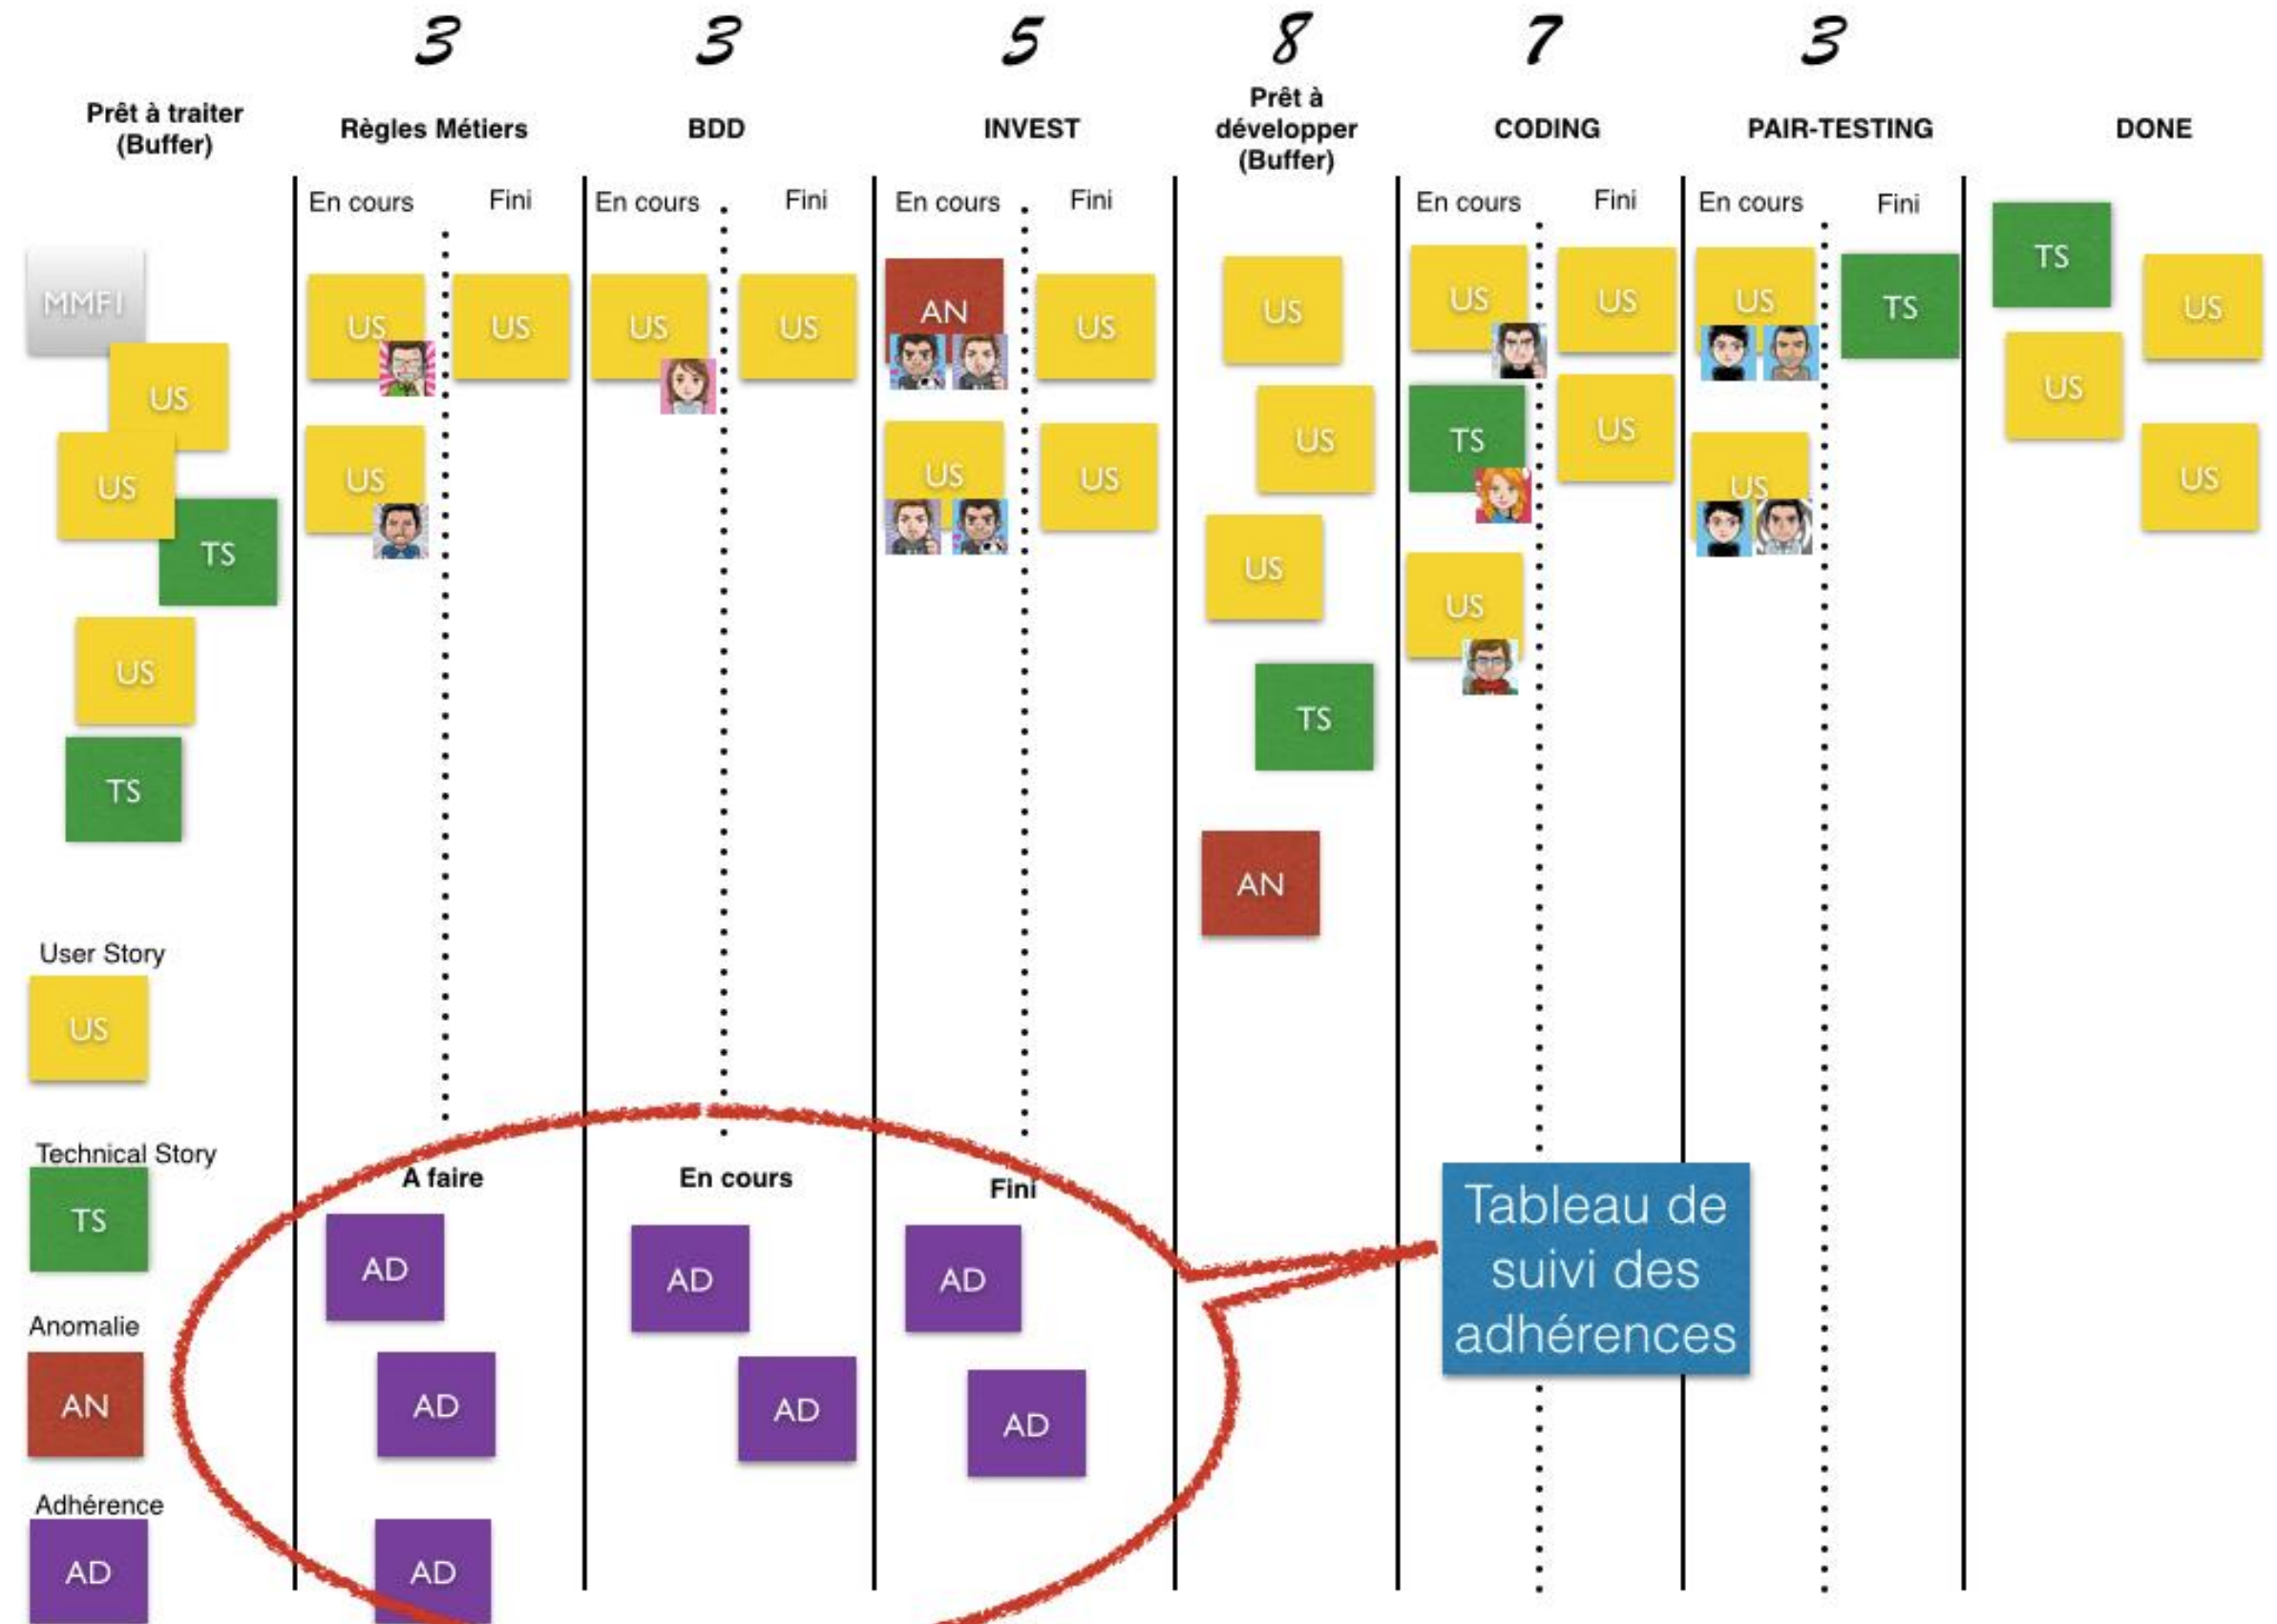 3 3 5 8 7 3
Prêt à traiter
(Buffer)
Règles Métiers
BDD
INVEST
Prêt à
développer
(Buffer)
CODING
PAIR-TESTING
DONE
En cours Fini
En cours Fini
En cours Fini
En cours Fini
En cours Fini
MMF1
US
US
TS
US
TS
US US
US
US US
AN US
US US
US
US
US
TS
AN
US US
TS US
US
US TS
US
TS
US
US
US
User Story
US
Technical Story
TS
Anomalie
AN
Adhérence
AD
A faire
AD
AD
AD
En cours
AD
AD
Fini
AD
AD
Tableau de
suivi des
adhérences